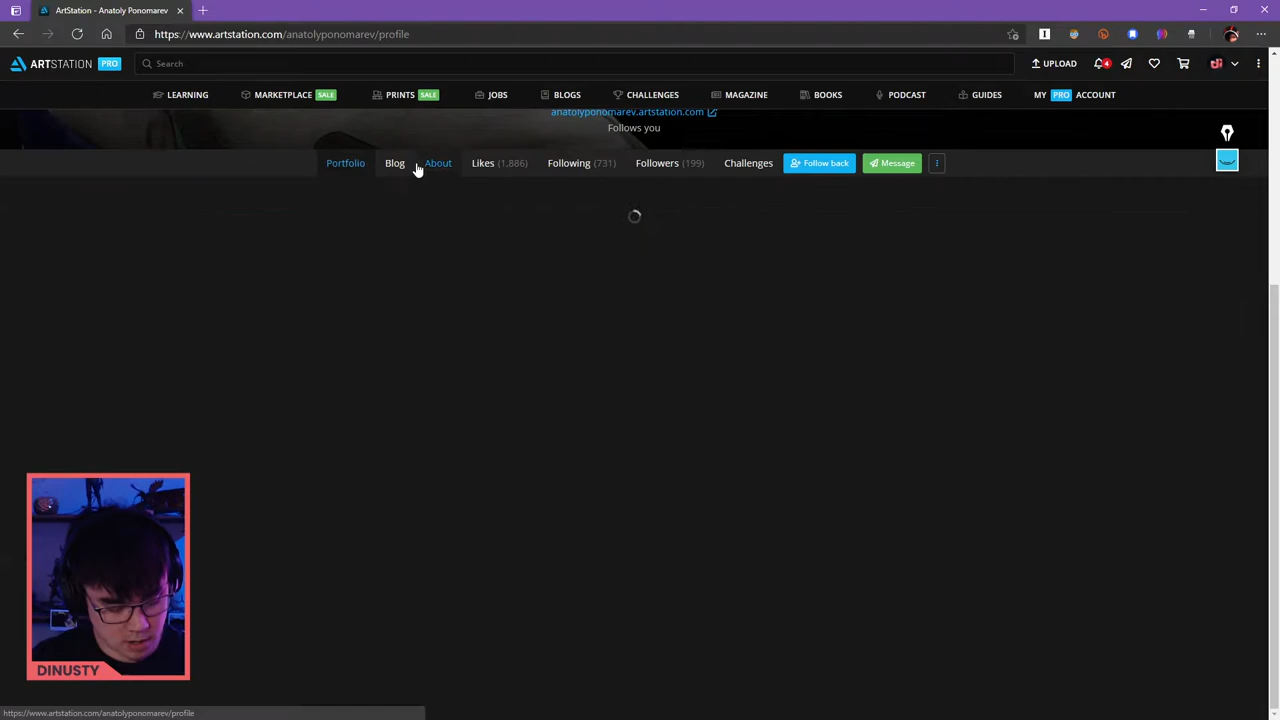 ArtStation - Anatoly Ponomarev
https://www.artstation.com/anatolyponomarev/profile
ARTSTATION PRO
Search
UPLOAD
4
LEARNING
MARKETPLACE SALE
PRINTS SALE
JOBS
BLOGS
CHALLENGES
MAGAZINE
BOOKS
PODCAST
GUIDES
MY PRO ACCOUNT
anatolyponomarev.artstation.com
Follows you
Portfolio
Blog
About
Likes (1,886)
Following (731)
Followers (199)
Challenges
Follow back
Message
DINUSTY
https://www.artstation.com/anatolyponomarev/profile